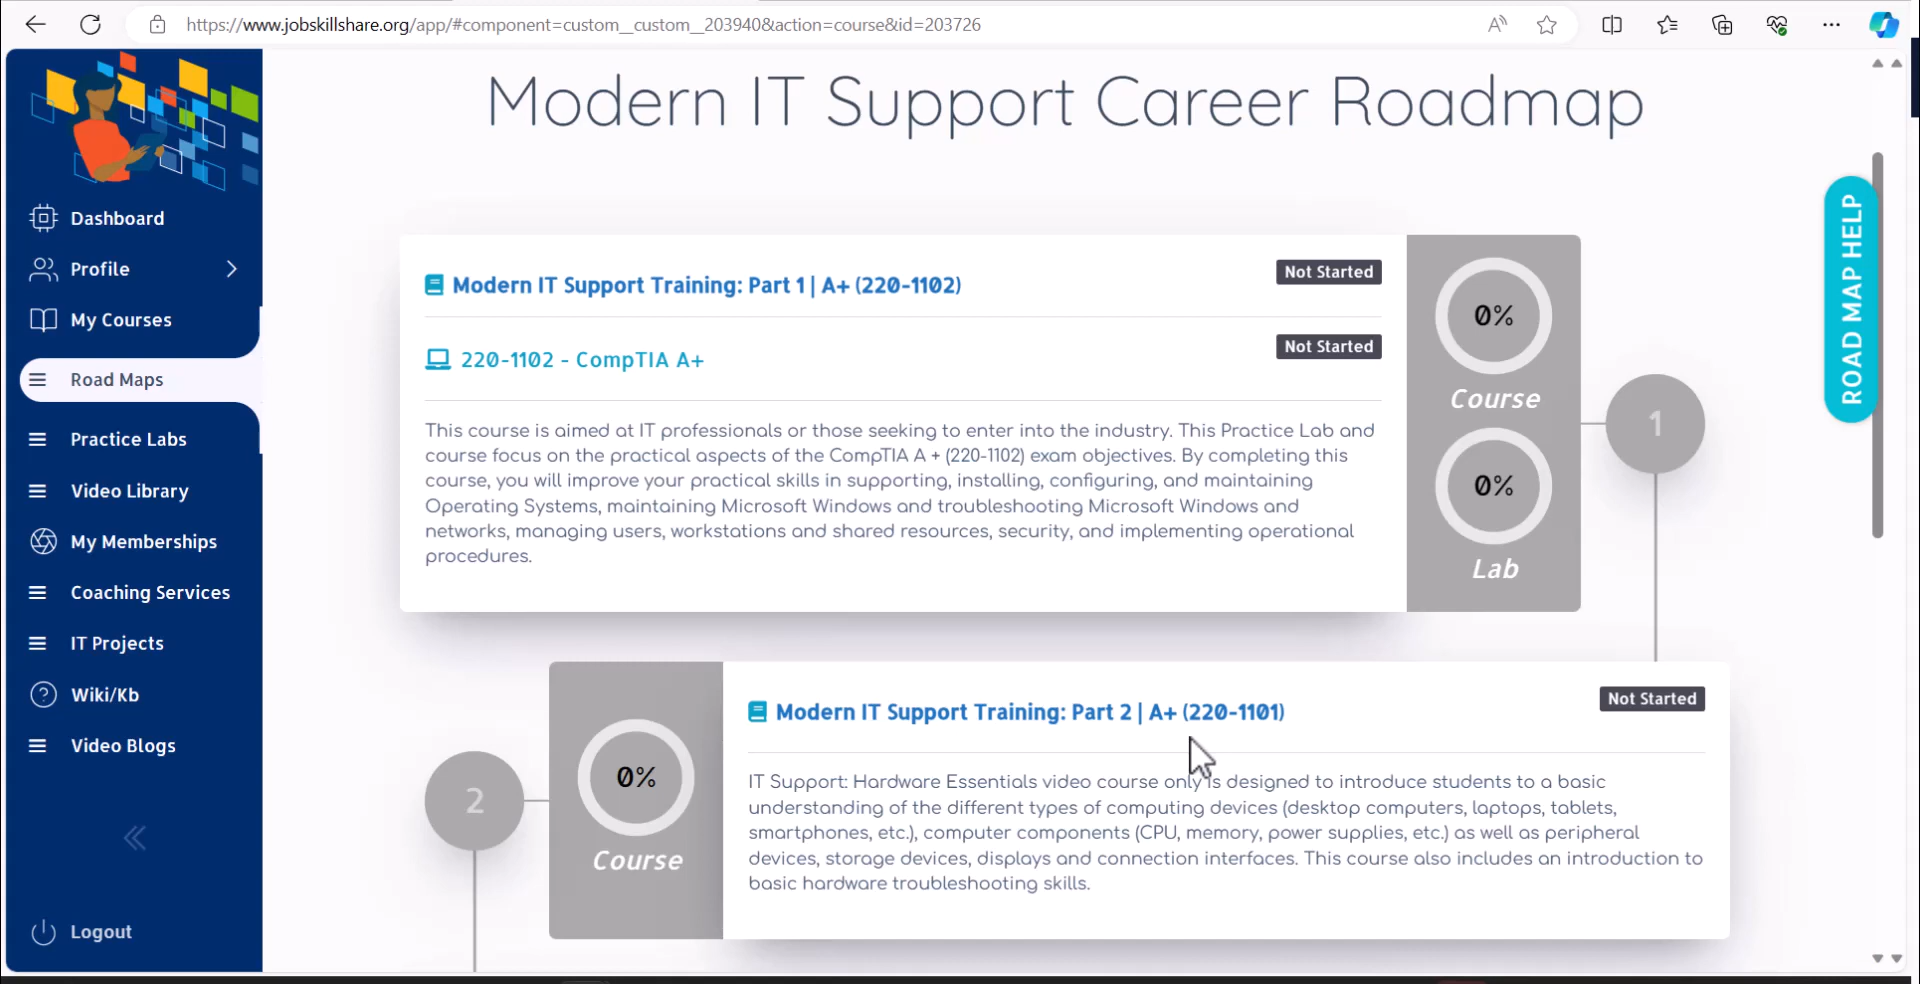 https://www.jobskillshare.org/app/#component=custom__custom__203940&action=course&id=203726
Dashboard
Profile
My Courses
Road Maps
Practice Labs
Video Library
My Memberships
Coaching Services
IT Projects
Wiki/Kb
Video Blogs
Logout
Modern IT Support Career Roadmap
Modern IT Support Training: Part 1 | A+ (220-1102)
Not Started
220-1102 - CompTIA A+
Not Started
This course is aimed at IT professionals or those seeking to enter into the industry. This Practice Lab and
course focus on the practical aspects of the CompTIA A + (220-1102) exam objectives. By completing this
course, you will improve your practical skills in supporting, installing, configuring, and maintaining
Operating Systems, maintaining Microsoft Windows and troubleshooting Microsoft Windows and
networks, managing users, workstations and shared resources, security, and implementing operational
procedures.
0%
Course
0%
Lab
1
ROAD MAP HELP
2
0%
Course
Modern IT Support Training: Part 2 | A+ (220-1101)
Not Started
IT Support: Hardware Essentials video course only is designed to introduce students to a basic
understanding of the different types of computing devices (desktop computers, laptops, tablets,
smartphones, etc.), computer components (CPU, memory, power supplies, etc.) as well as peripheral
devices, storage devices, displays and connection interfaces. This course also includes an introduction to
basic hardware troubleshooting skills.